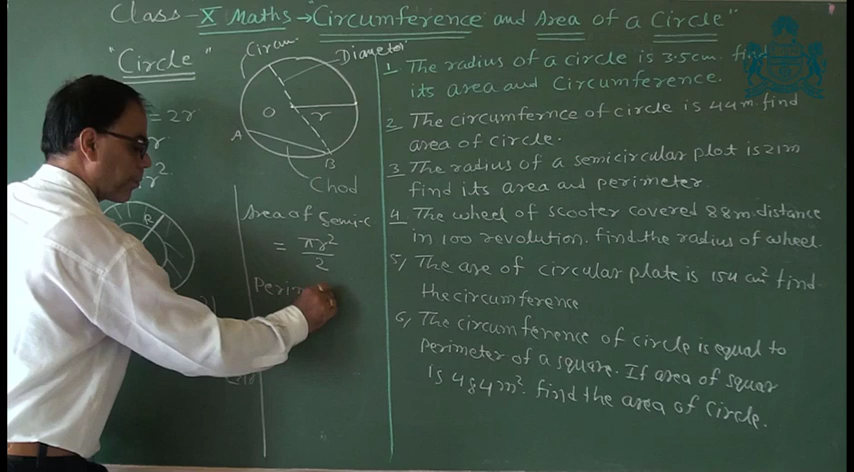 Class - X Maths → "Circumference and Area of a Circle"
"Circle"
= 2r
r
r²
R
Circum
Diameter
O
r
A
B
Chod
Area of Semi-c
= πr²
2
Perim
1. The radius of a circle is 3.5cm. find
its area and Circumference.
2. The circumfernce of circle is 44m. find
area of circle.
3. The radius of a semicircular plot is 21m
find its area and perimeter.
4. The wheel of scooter covered 88m. distance
in 100 revolution. find the radius of wheel.
5, The are of circular plate is 154 cm² find
the circumference
6, The circumference of circle is equal to
perimeter of a square. If area of squar
is 484m². find the area of circle.